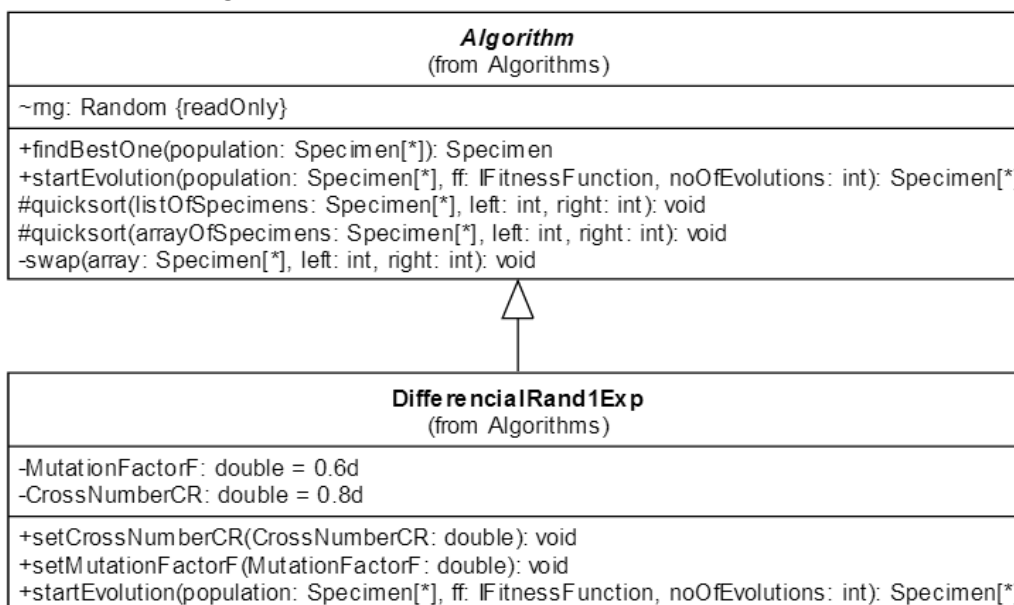 Algorithm
(from Algorithms)
~rng: Random {readOnly}
+findBestOne(population: Specimen[*]): Specimen
+startEvolution(population: Specimen[*], ff: IFitnessFunction, noOfEvolutions: int): Specimen[*
#quicksort(listOfSpecimens: Specimen[*], left: int, right: int): void
#quicksort(arrayOfSpecimens: Specimen[*], left: int, right: int): void
-swap(array: Specimen[*], left: int, right: int): void
DifferencialRand1Exp
(from Algorithms)
-MutationFactorF: double = 0.6d
-CrossNumberCR: double = 0.8d
+setCrossNumberCR(CrossNumberCR: double): void
+setMutationFactorF(MutationFactorF: double): void
+startEvolution(population: Specimen[*], ff: IFitnessFunction, noOfEvolutions: int): Specimen[*